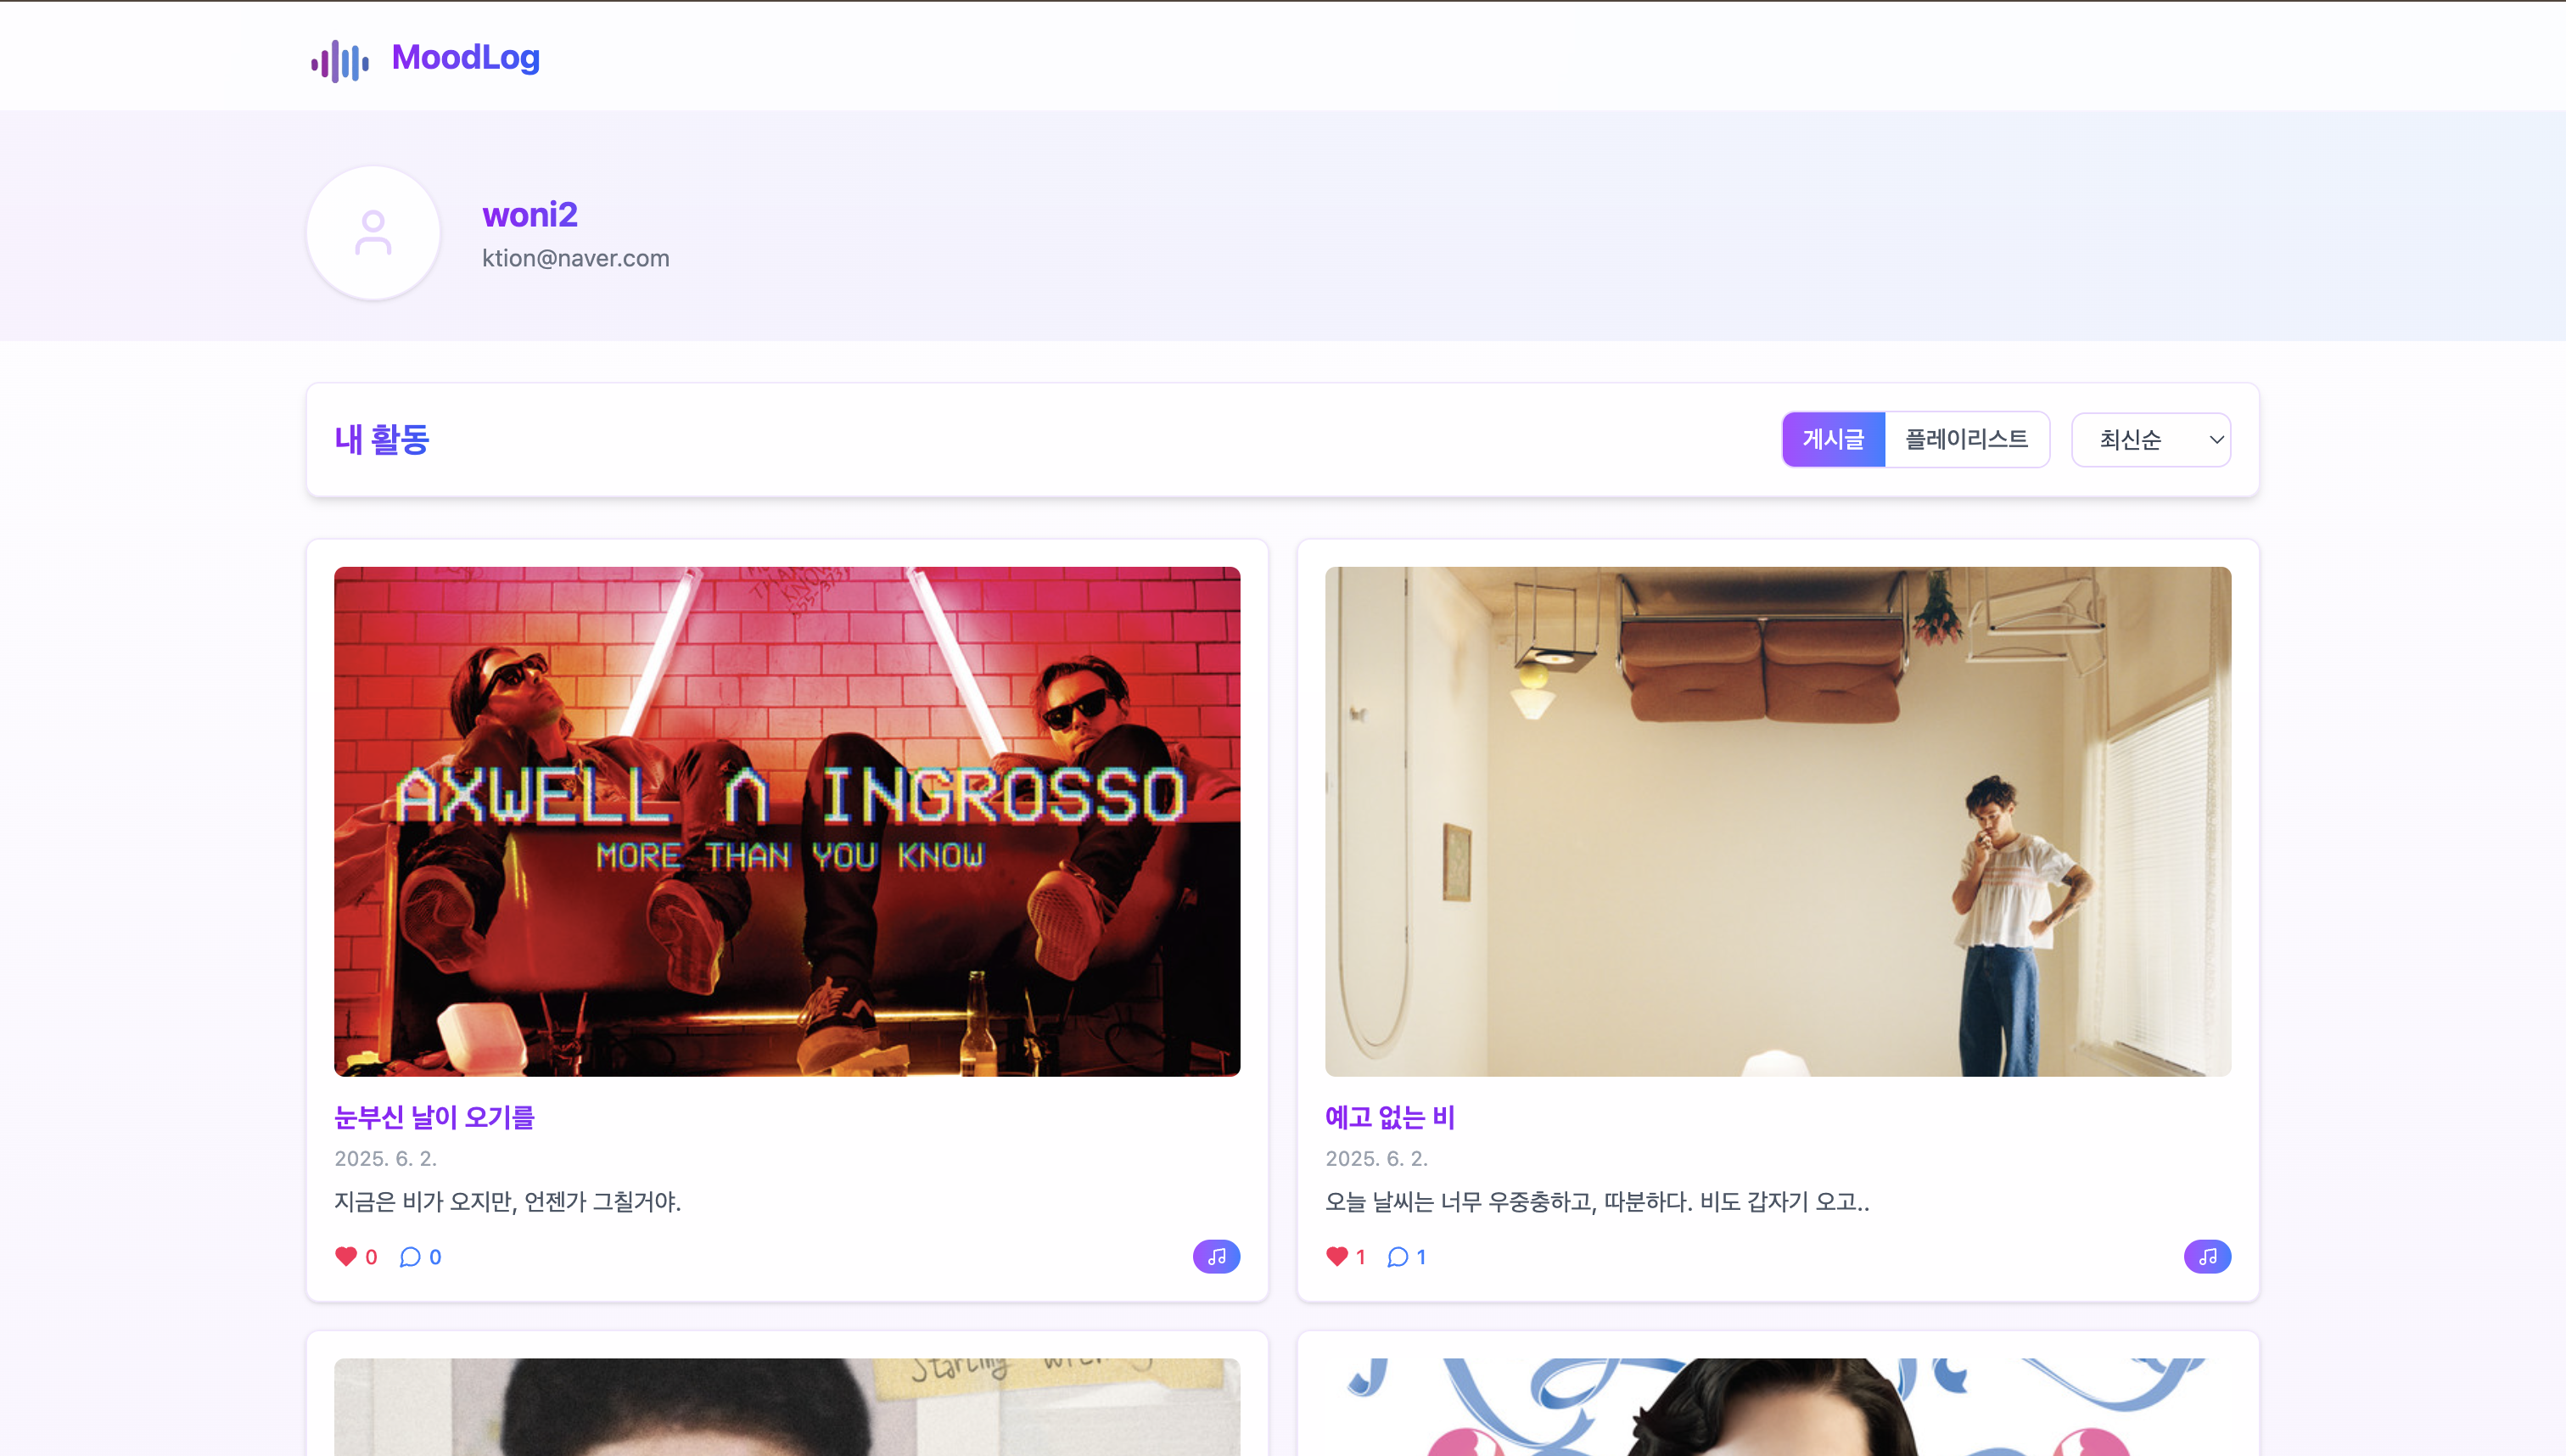 MoodLog
woni2
ktion@naver.com
내 활동
게시글
플레이리스트
최신순
THAN
KNOW
AXWELL Λ INGROSSO
MORE THAN YOU KNOW
눈부신 날이 오기를
2025. 6. 2.
지금은 비가 오지만, 언젠가 그칠거야.
0 0
예고 없는 비
2025. 6. 2.
오늘 날씨는 너무 우중충하고, 따분하다. 비도 갑자기 오고..
1 1
Starting